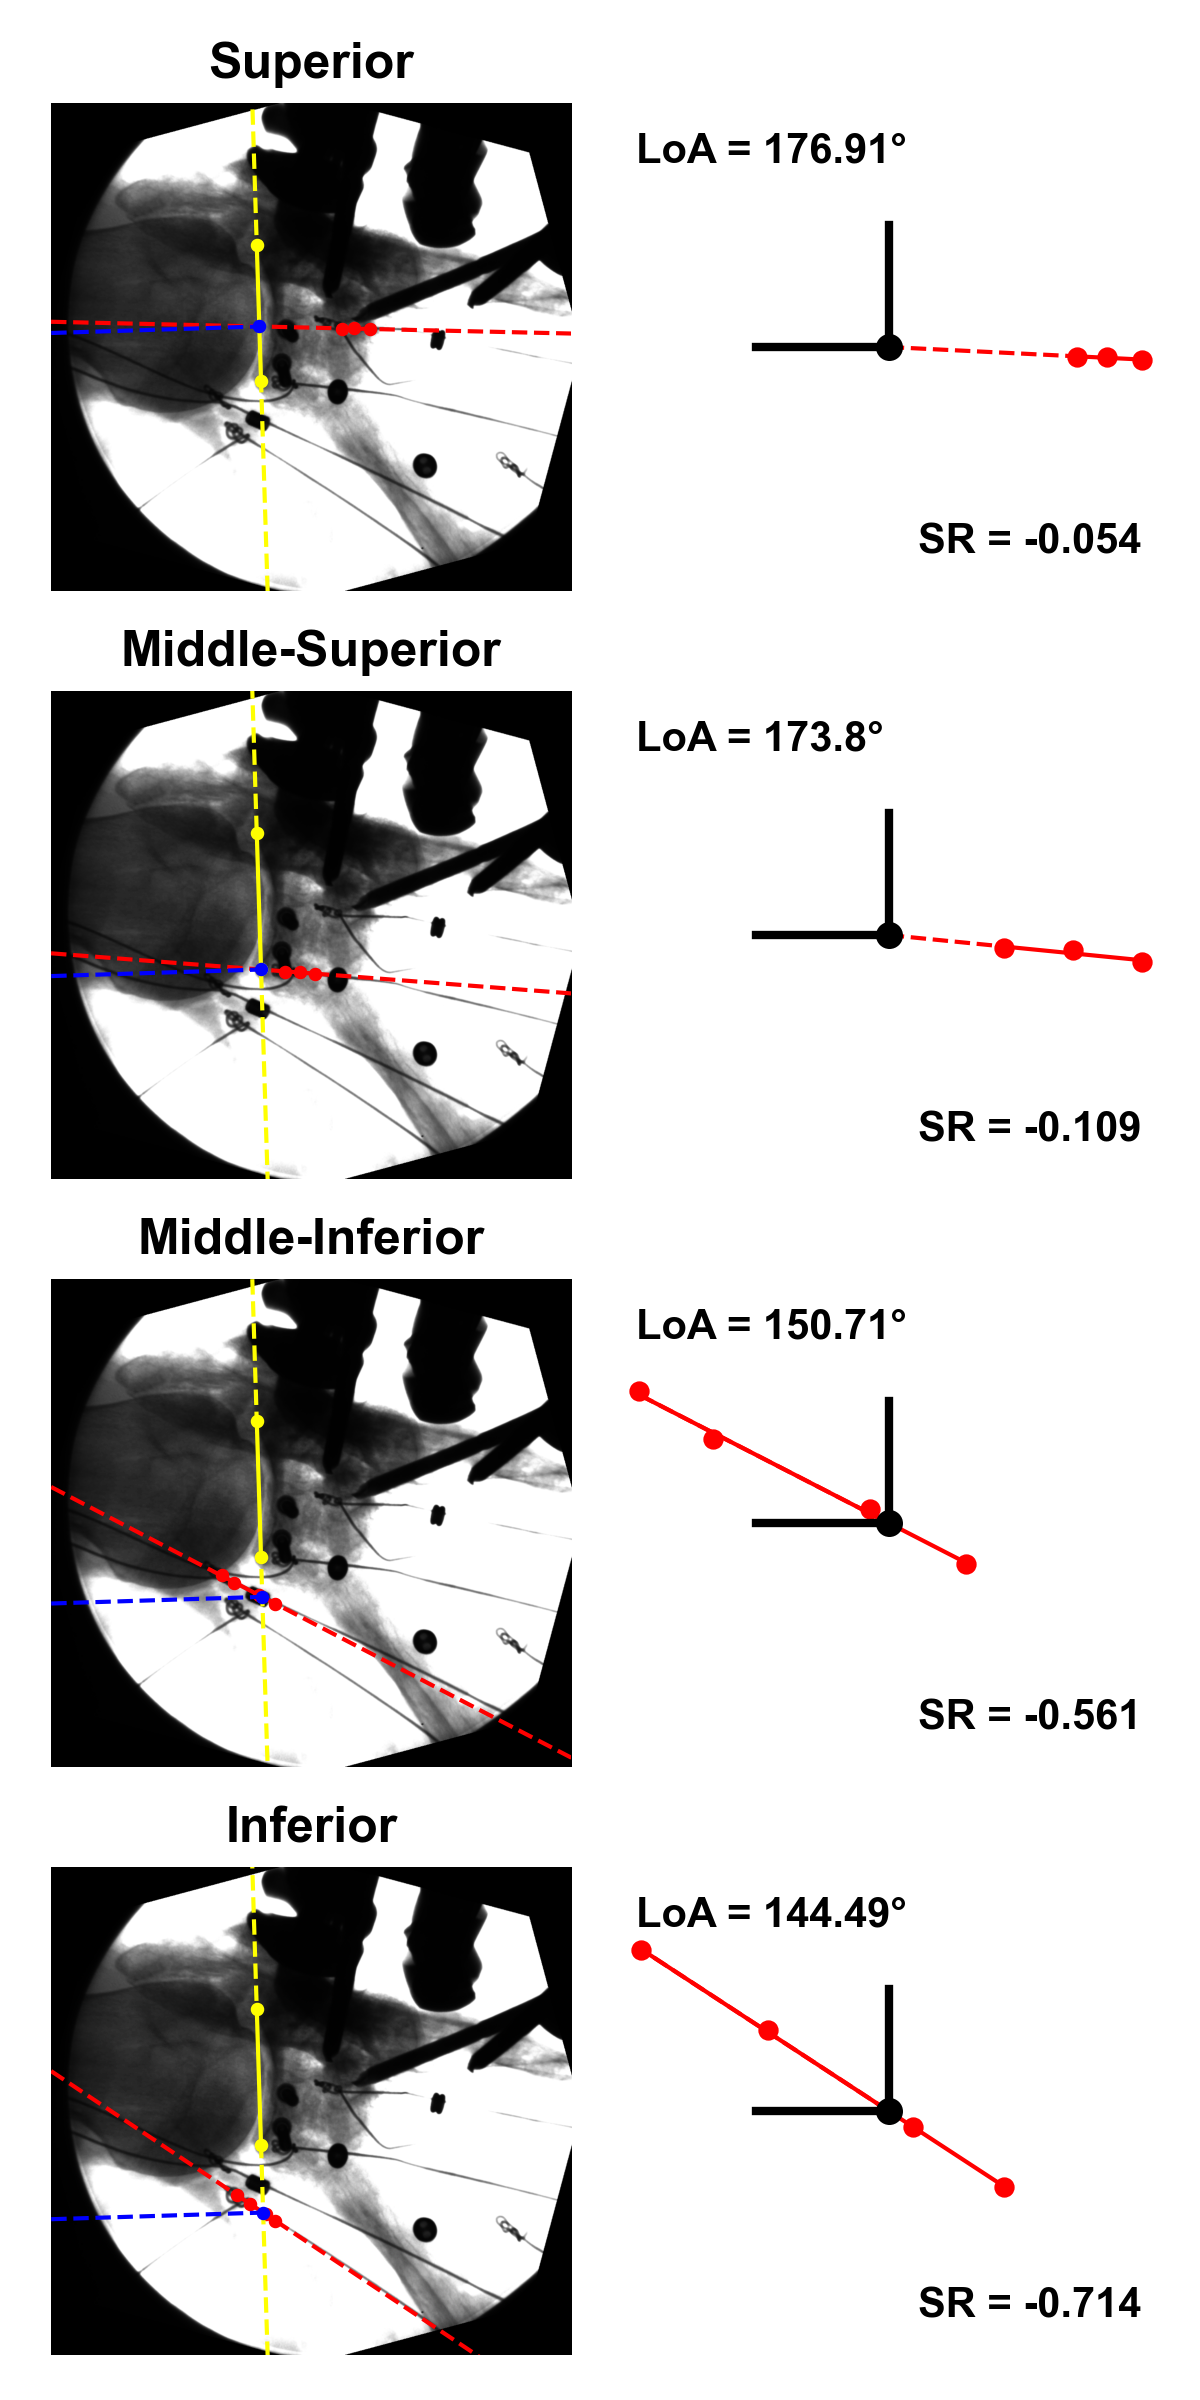 Superior
LoA = 176.91°
SR = -0.054
Middle-Superior
LoA = 173.8°
SR = -0.109
Middle-Inferior
LoA = 150.71°
SR = -0.561
Inferior
LoA = 144.49°
SR = -0.714